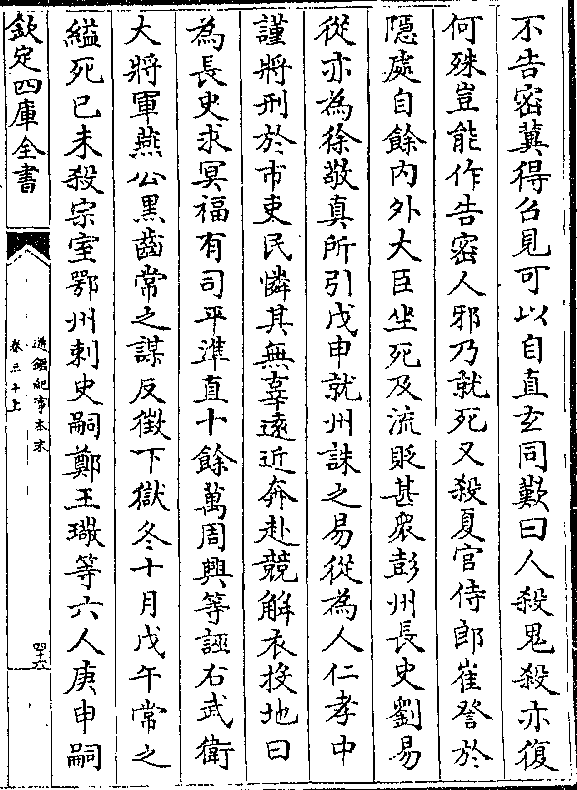 不告密冀得召見可以自直玄同歎曰人殺鬼殺亦復
何殊豈能作告密人邪乃就死又殺夏官侍郎崔詧於
隱處自餘内外大臣坐死及流貶甚衆彭州長史劉易
從亦為徐敬真所引戊申就州誅之易從為人仁孝忠
謹將刑於市吏民憐其無辜逺近奔赴競解衣投地曰
為長史求冥福有司平準直十餘萬周興等誣右武衛
大將軍燕公黒齒常之謀反徴下獄冬十月戊午常之
縊死己未殺宗室鄂州刺史嗣鄭王璥等六人庚申嗣
欽定四庫全書
通鑑紀事本末
卷三十上
四十六